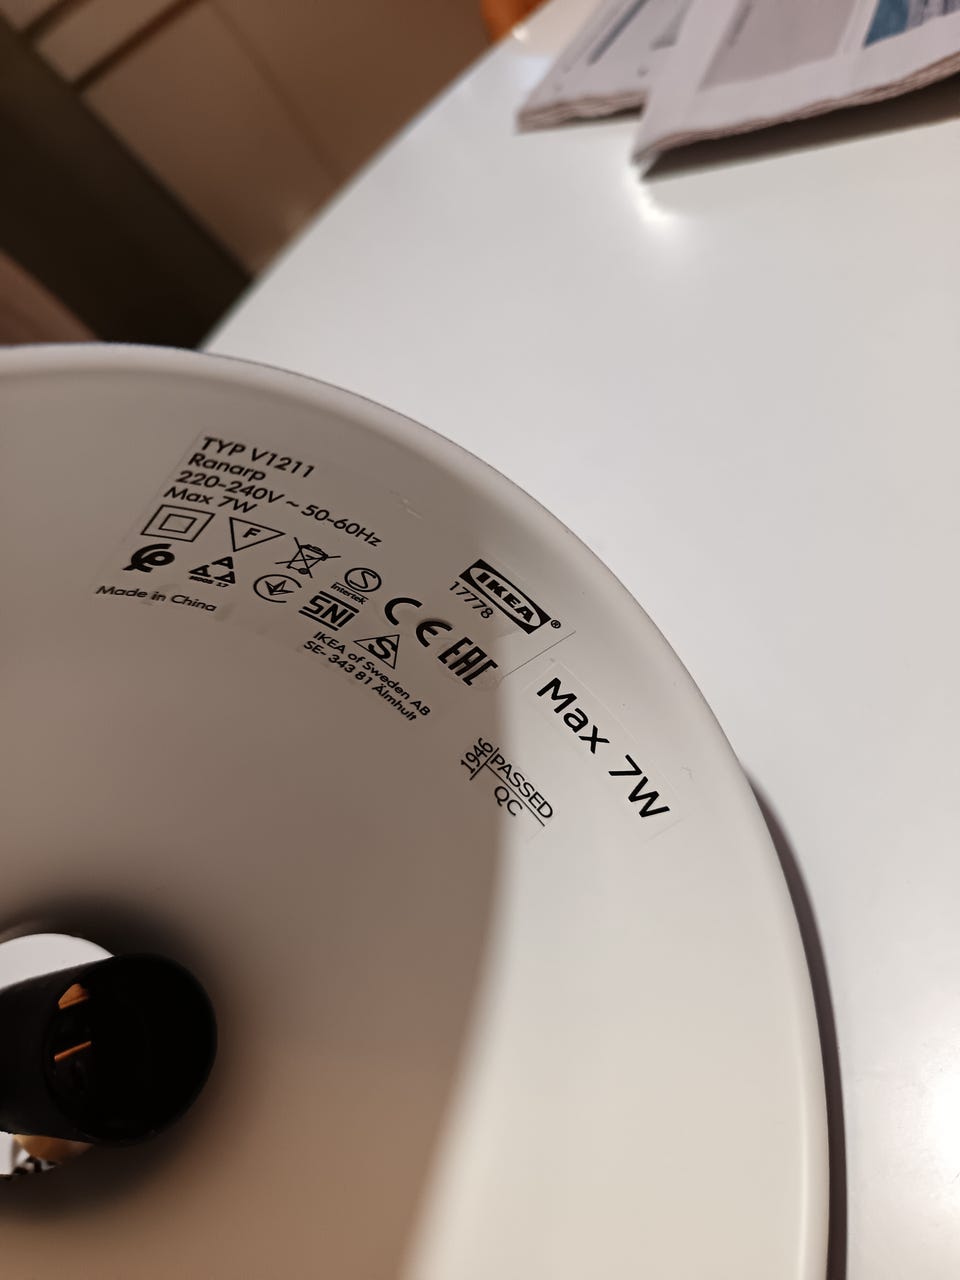 TYP V1211
Ranarp
220-240V ~ 50-60Hz
Max 7W
F
S
Intertek
CE
EAC
SNI
S
Made in China
IKEA of Sweden AB
SE- 343 81 Älmhult
IKEA®
17778
Max 7W
1946
PASSED
QC